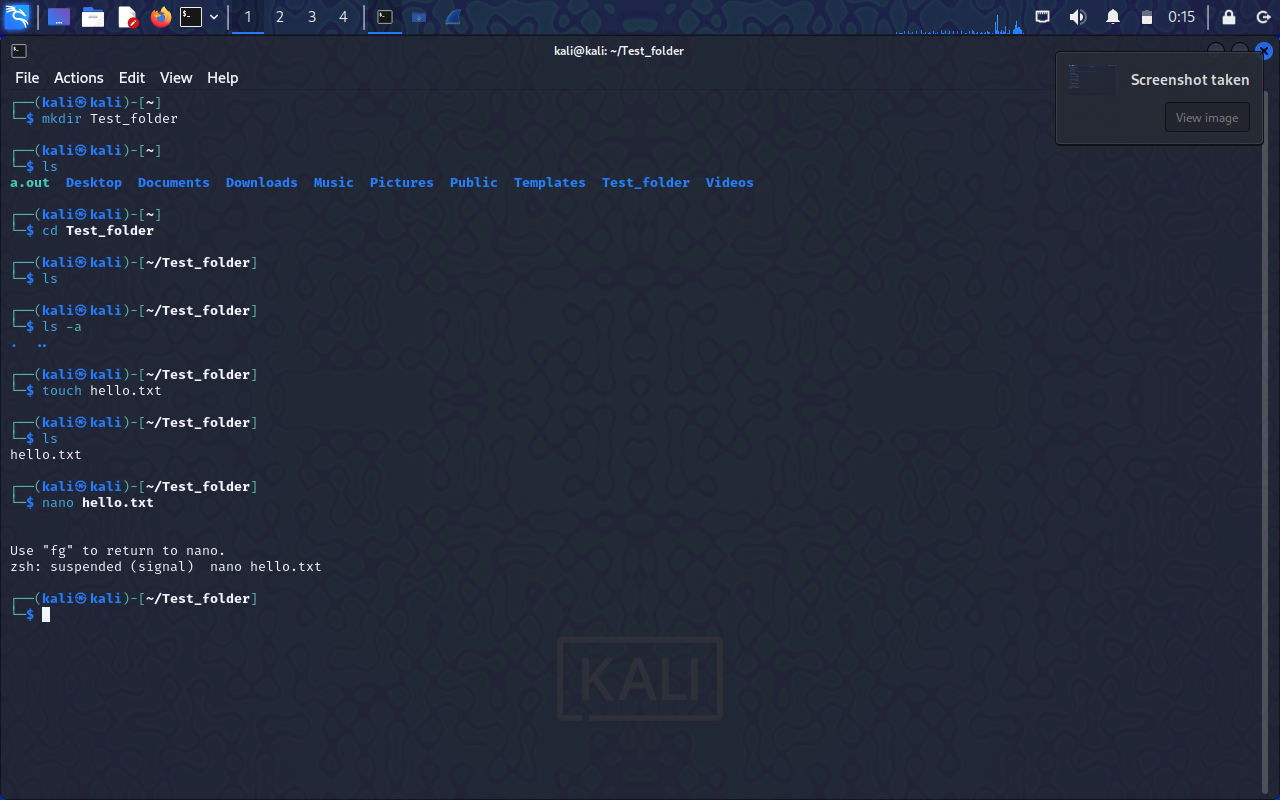 1 2 3 4 0:15
kali@kali: ~/Test_folder
File Actions Edit View Help
Screenshot taken
View image
┌──(kali㉿kali)-[~]
└─$ mkdir Test_folder
┌──(kali㉿kali)-[~]
└─$ ls
a.out Desktop Documents Downloads Music Pictures Public Templates Test_folder Videos
┌──(kali㉿kali)-[~]
└─$ cd Test_folder
┌──(kali㉿kali)-[~/Test_folder]
└─$ ls
┌──(kali㉿kali)-[~/Test_folder]
└─$ ls -a
. ..
┌──(kali㉿kali)-[~/Test_folder]
└─$ touch hello.txt
┌──(kali㉿kali)-[~/Test_folder]
└─$ ls
hello.txt
┌──(kali㉿kali)-[~/Test_folder]
└─$ nano hello.txt
Use "fg" to return to nano.
zsh: suspended (signal) nano hello.txt
┌──(kali㉿kali)-[~/Test_folder]
└─$
KALI